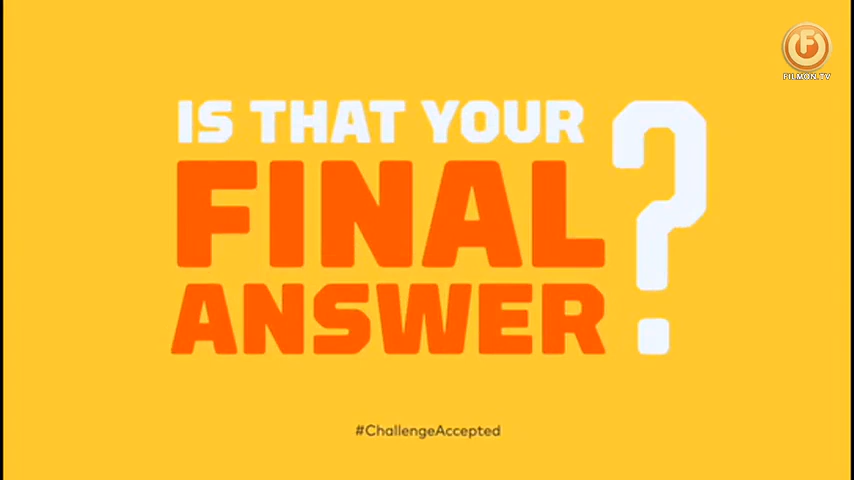 FILMON TV
IS THAT YOUR
FINAL
ANSWER?
#ChallengeAccepted